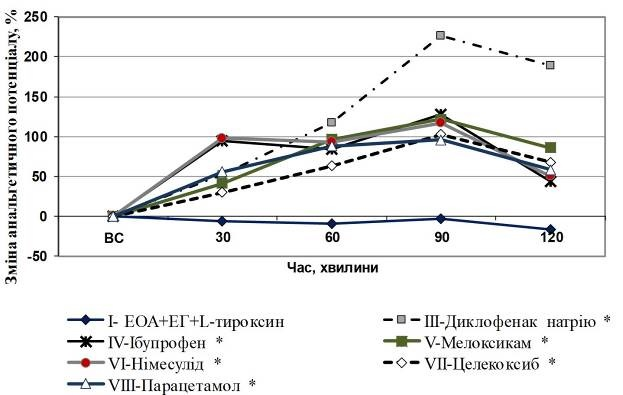 Зміна анальгетичного потенціалу, %
250
200
150
100
50
0
-50
ВС
30
60
90
120
Час, хвилини
I- ЕОА+ЕГ+L-тироксин
III-Диклофенак натрію *
IV-Ібупрофен *
V-Мелоксикам *
VI-Німесулід *
VII-Целекоксиб *
VIII-Парацетамол *